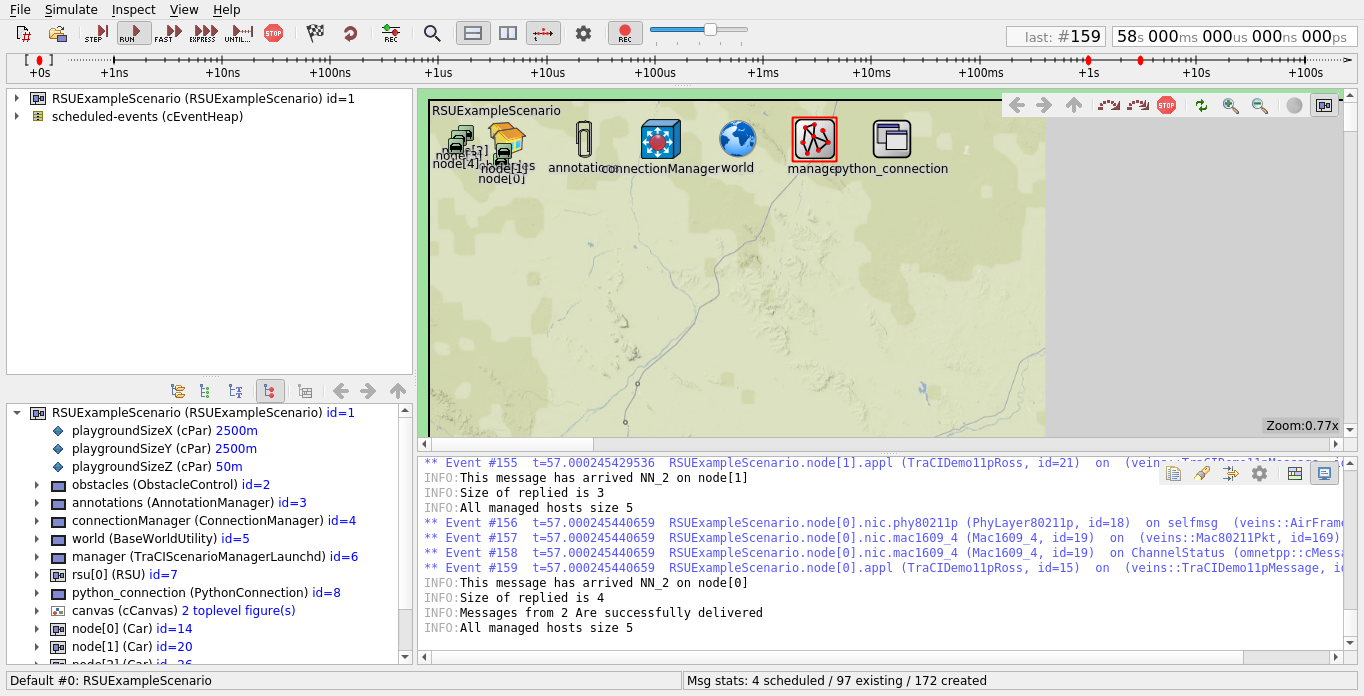 File Simulate Inspect View Help
STEP RUN FAST EXPRESS UNTIL... STOP REC REC
last: #159 58s 000ms 000us 000ns 000ps
+0s +1ns +10ns +100ns +1us +10us +100us +1ms +10ms +100ms +1s +10s +100s
RSUExampleScenario (RSUExampleScenario) id=1
scheduled-events (cEventHeap)
RSUExampleScenario (RSUExampleScenario) id=1
playgroundSizeX (cPar) 2500m
playgroundSizeY (cPar) 2500m
playgroundSizeZ (cPar) 50m
obstacles (ObstacleControl) id=2
annotations (AnnotationManager) id=3
connectionManager (ConnectionManager) id=4
world (BaseWorldUtility) id=5
manager (TraCIScenarioManagerLaunchd) id=6
rsu[0] (RSU) id=7
python_connection (PythonConnection) id=8
canvas (cCanvas) 2 toplevel figure(s)
node[0] (Car) id=14
node[1] (Car) id=20
node[2] (Car) id=26
RSUExampleScenario
STOP
node[4]
node[1]
node[0]
connectionManager
world
python_connection
Zoom:0.77x
** Event #155 t=57.000245429536 RSUExampleScenario.node[1].appl (TraCIDemo11pRoss, id=21) on (veins::TraCIDemo11pMessage,
INFO:This message has arrived NN_2 on node[1]
INFO:Size of replied is 3
INFO:All managed hosts size 5
** Event #156 t=57.000245440659 RSUExampleScenario.node[0].nic.phy80211p (PhyLayer80211p, id=18) on selfmsg (veins::AirFrame
** Event #157 t=57.000245440659 RSUExampleScenario.node[0].nic.mac1609_4 (Mac1609_4, id=19) on (veins::Mac80211Pkt, id=169)
** Event #158 t=57.000245440659 RSUExampleScenario.node[0].nic.mac1609_4 (Mac1609_4, id=19) on ChannelStatus (omnetpp::cMessa
** Event #159 t=57.000245440659 RSUExampleScenario.node[0].appl (TraCIDemo11pRoss, id=15) on (veins::TraCIDemo11pMessage, id
INFO:This message has arrived NN_2 on node[0]
INFO:Size of replied is 4
INFO:Messages from 2 Are successfully delivered
INFO:All managed hosts size 5
Default #0: RSUExampleScenario
Msg stats: 4 scheduled / 97 existing / 172 created